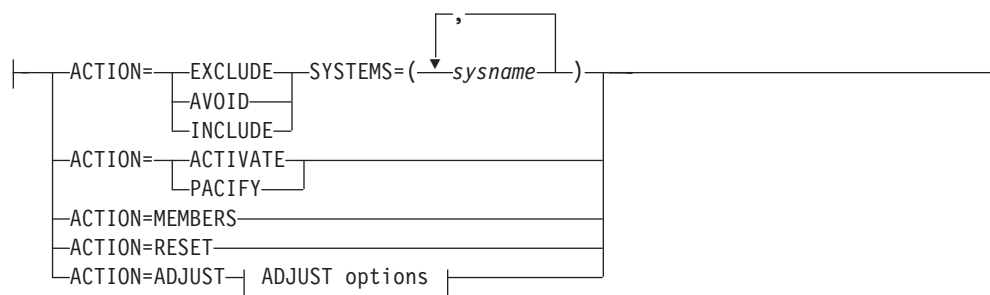 ,
ACTION= EXCLUDE SYSTEMS=( sysname )
AVOID
INCLUDE
ACTION= ACTIVATE
PACIFY
ACTION=MEMBERS
ACTION=RESET
ACTION=ADJUST ADJUST options